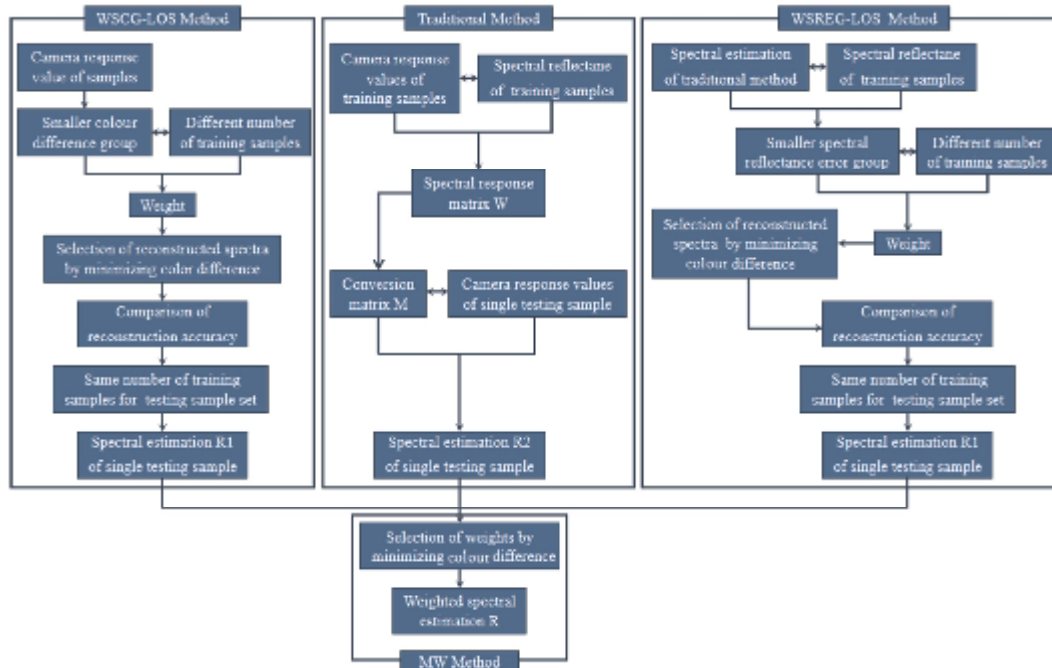 WSCG-LOS Method
Camera response
value of samples
Smaller colour
difference group
Different number
of training samples
Weight
Selection of reconstructed spectra
by minimizing color difference
Comparison of
reconstruction accuracy
Same number of training
samples for testing sample set
Spectral estimation R1
of single testing sample
Traditional Method
Camera response
values of
training samples
Spectral reflectane
of training samples
Spectral response
matrix W
Conversion
matrix M
Camera response values
of single testing sample
Spectral estimation R2
of single testing sample
WSREG-LOS Method
Spectral estimation
of traditional method
Spectral reflectane
of training samples
Smaller spectral
reflectance error group
Different number
of training samples
Weight
Selection of reconstructed
spectra by minimizing
colour difference
Comparison of
reconstruction accuracy
Same number of training
samples for testing sample set
Spectral estimation R1
of single testing sample
Selection of weights by
minimizing colour difference
Weighted spectral
estimation R
MW Method